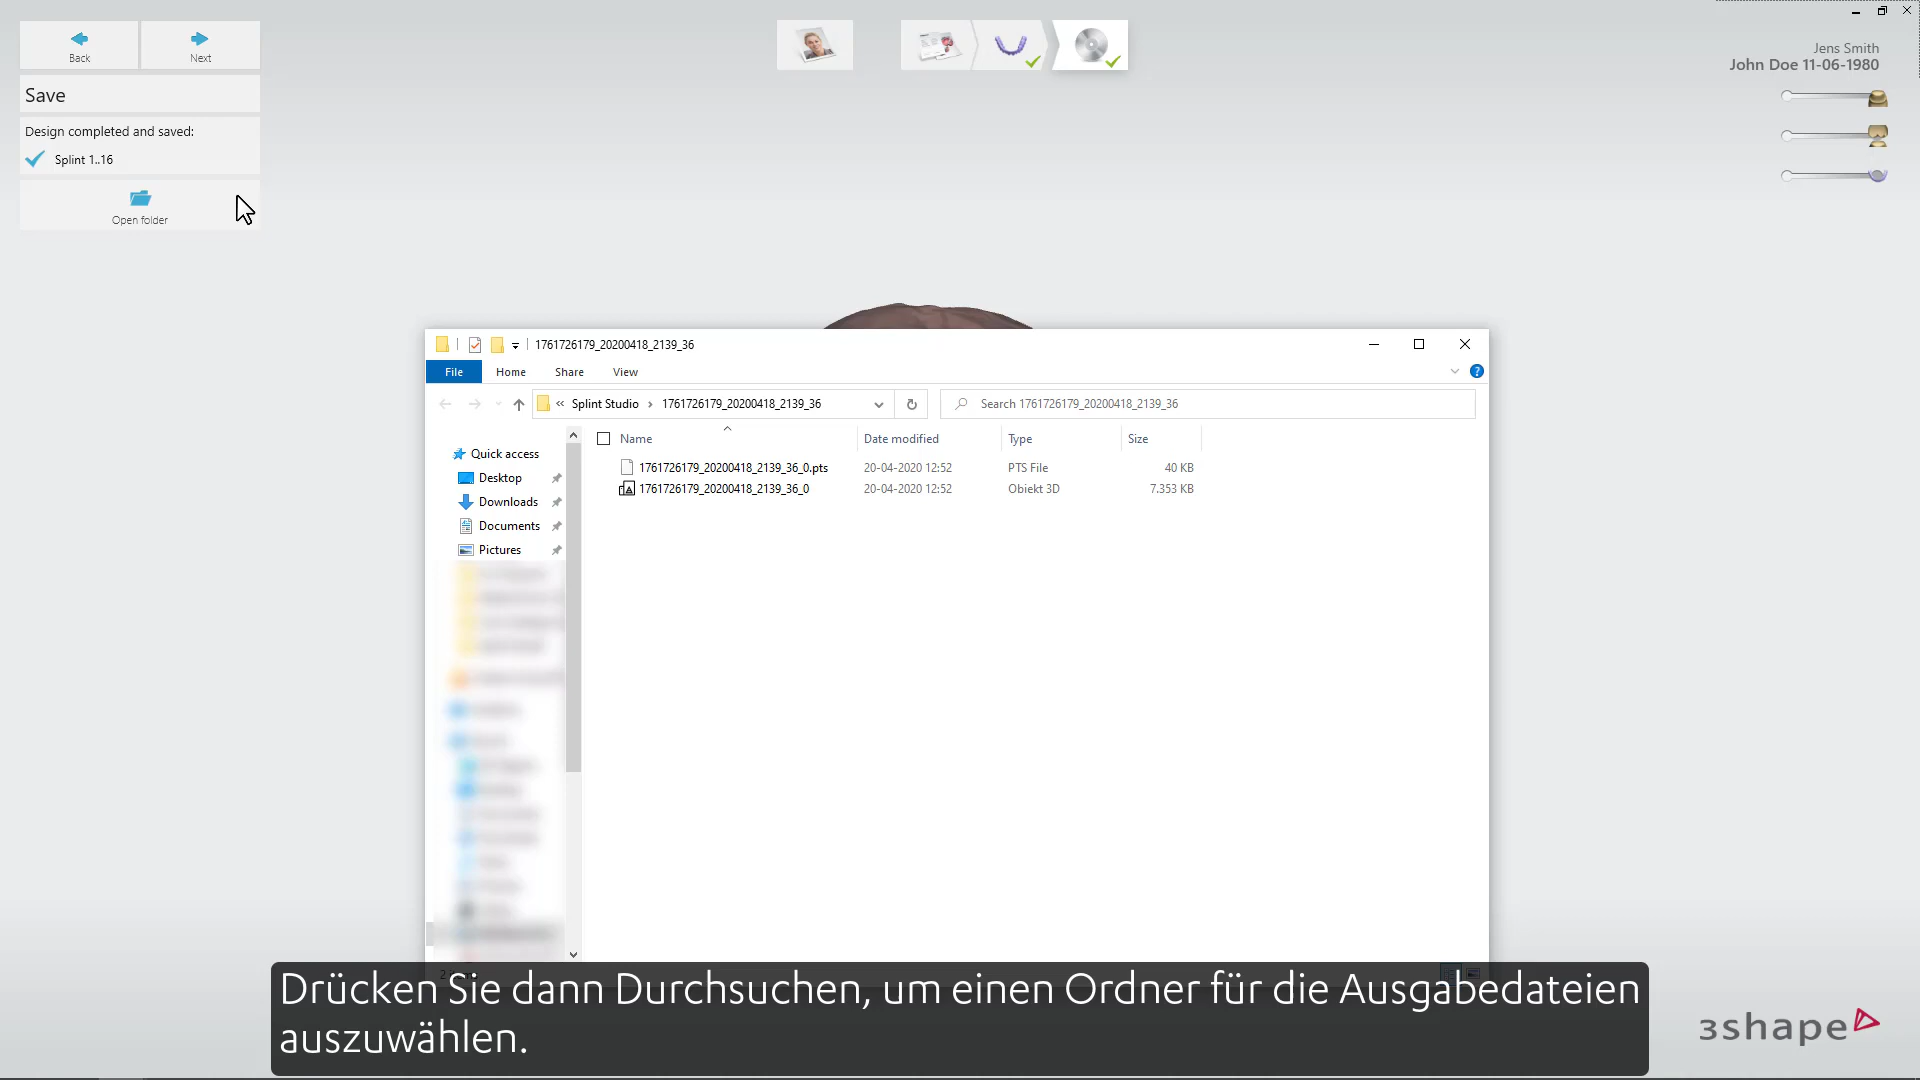 Back
Next
Save
Design completed and saved:
Splint 1..16
Open folder
Jens Smith
John Doe 11-06-1980
1761726179_20200418_2139_36
File Home Share View
« Splint Studio › 1761726179_20200418_2139_36
Search 1761726179_20200418_2139_36
Name Date modified Type Size
1761726179_20200418_2139_36_0.pts 20-04-2020 12:52 PTS File 40 KB
1761726179_20200418_2139_36_0 20-04-2020 12:52 Obiekt 3D 7.353 KB
Quick access
Desktop
Downloads
Documents
Pictures
Drücken Sie dann Durchsuchen, um einen Ordner für die Ausgabedateien
auszuwählen.
3shape